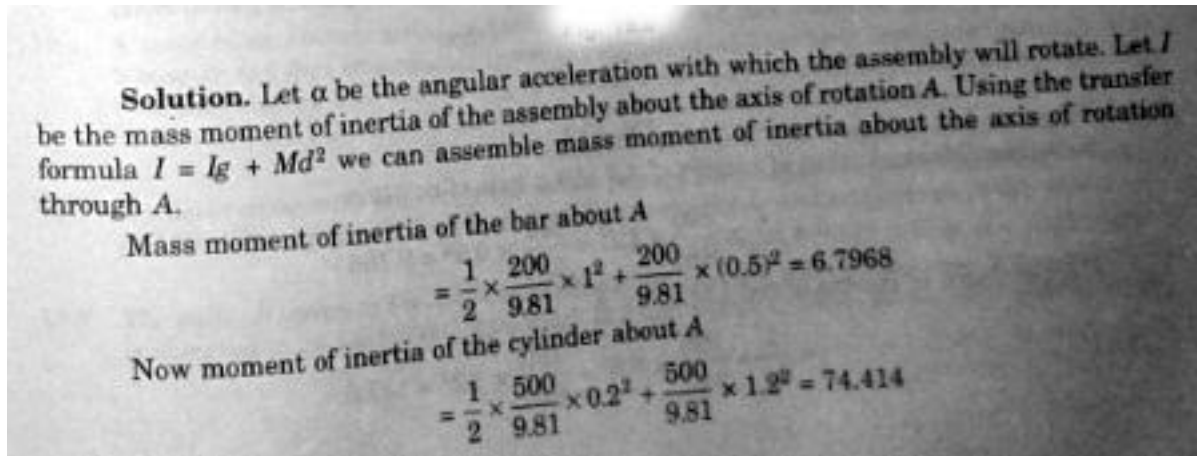 Solution. Let α be the angular acceleration with which the assembly will rotate. Let I
be the mass moment of inertia of the assembly about the axis of rotation A. Using the transfer
formula I = Ig + Md² we can assemble mass moment of inertia about the axis of rotation
through A.
Mass moment of inertia of the bar about A
= 1/2 × 200/9.81 × 1² + 200/9.81 × (0.5)² = 6.7968
Now moment of inertia of the cylinder about A
= 1/2 × 500/9.81 × 0.2² + 500/9.81 × 1.2² = 74.414